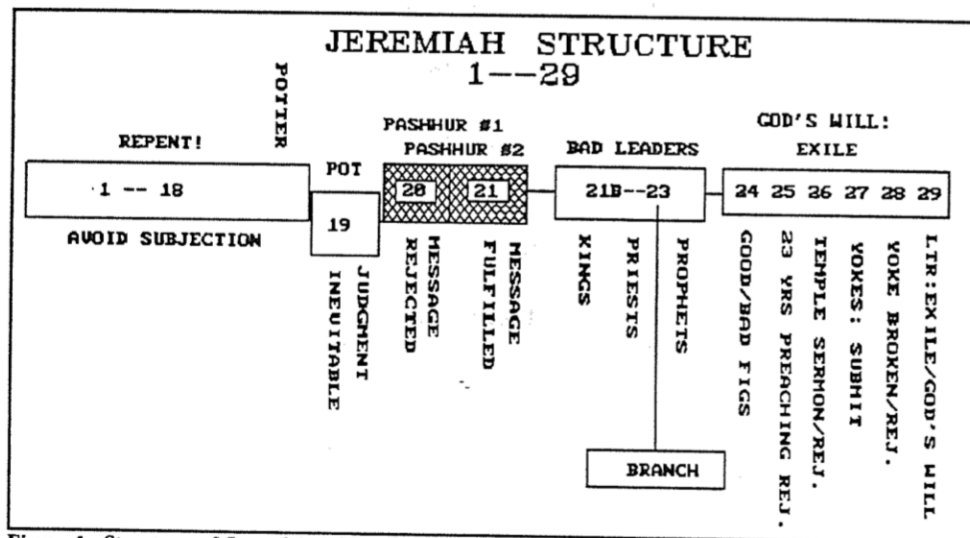 JEREMIAH STRUCTURE
1--29
REPENT!
1 -- 18
AVOID SUBJECTION
POTTER
POT
19
JUDGMENT
INEVITABLE
PASHHUR #1
PASHHUR #2
20
21
MESSAGE
REJECTED
MESSAGE
FULFILLED
BAD LEADERS
21B--23
KINGS
PRIESTS
PROPHETS
BRANCH
GOD'S WILL:
EXILE
24 25 26 27 28 29
GOOD/BAD FIGS
23 YRS PREACHING REJ.
TEMPLE SERMON/REJ.
YOKES: SUBMIT
YOKE BROKEN/REJ.
LTR:EXILE/GOD'S WILL